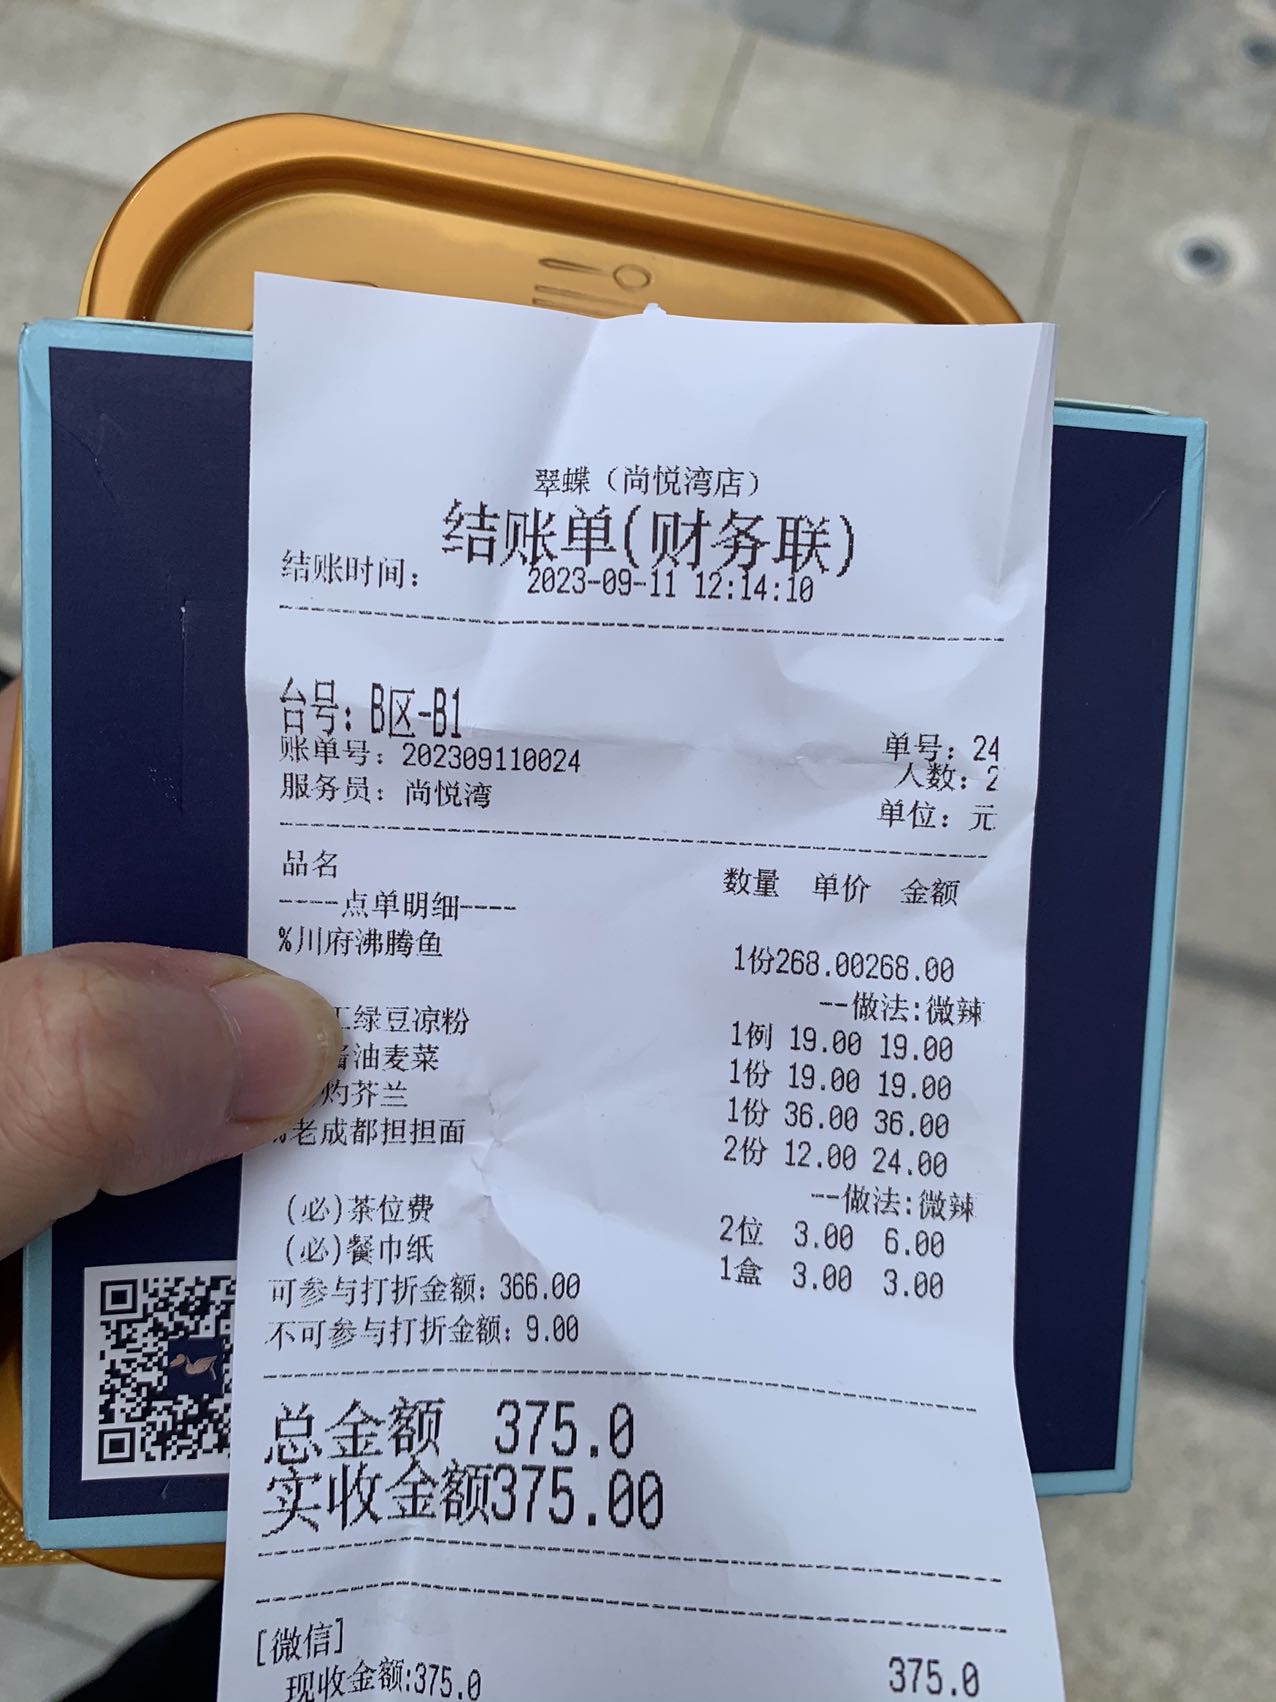 翠蝶（尚悦湾店）
结账单(财务联)
结账时间： 2023-09-11 12:14:10
台号: B区-B1
单号: 24
账单号: 202309110024
人数: 2
服务员: 尚悦湾
单位: 元
品名 数量 单价 金额
----点单明细----
%川府沸腾鱼 1份268.00268.00
--做法:微辣
绿豆凉粉 1例 19.00 19.00
油麦菜 1份 19.00 19.00
灼芥兰 1份 36.00 36.00
老成都担担面 2份 12.00 24.00
--做法:微辣
(必)茶位费 2位 3.00 6.00
(必)餐巾纸 1盒 3.00 3.00
可参与打折金额: 366.00
不可参与打折金额: 9.00
总金额 375.0
实收金额375.00
[微信]
现收金额:375.0 375.0